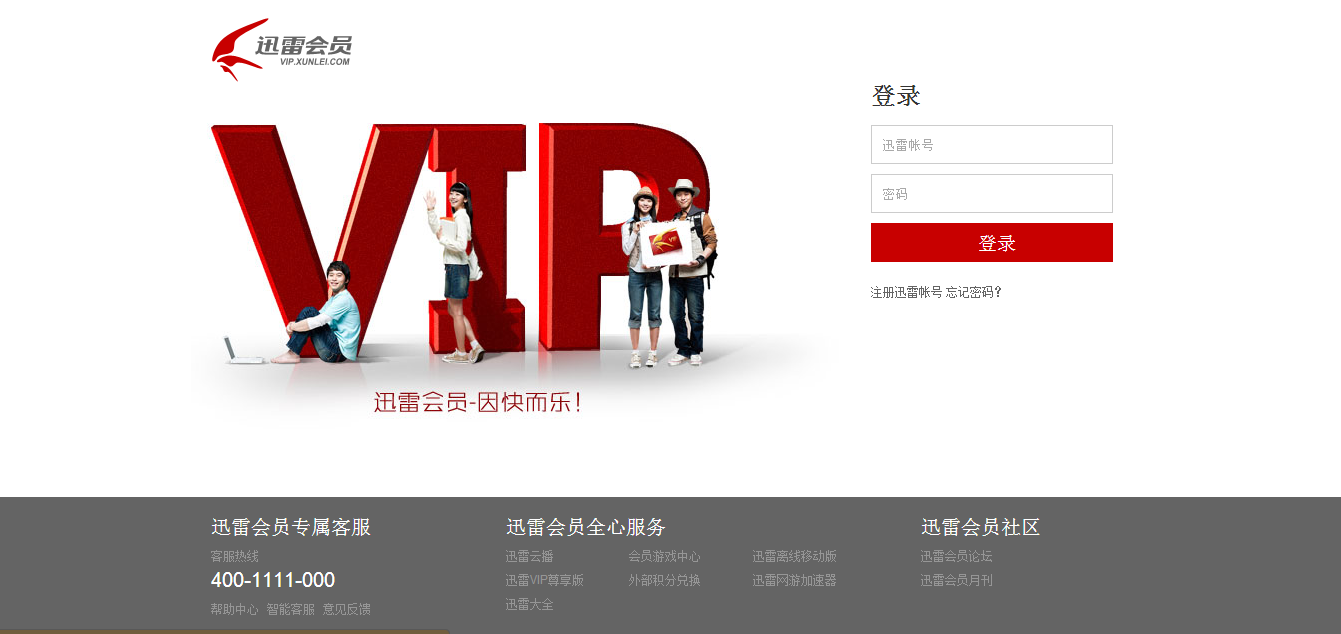 迅雷会员
VIP.XUNLEI.COM
VIP
迅雷会员-因快而乐!
登录
迅雷帐号
密码
登录
注册迅雷帐号 忘记密码?
迅雷会员专属客服
客服热线
400-1111-000
帮助中心 智能客服 意见反馈
迅雷会员全心服务
迅雷云播 会员游戏中心 迅雷离线移动版
迅雷VIP尊享版 外部积分兑换 迅雷网游加速器
迅雷大全
迅雷会员社区
迅雷会员论坛
迅雷会员月刊